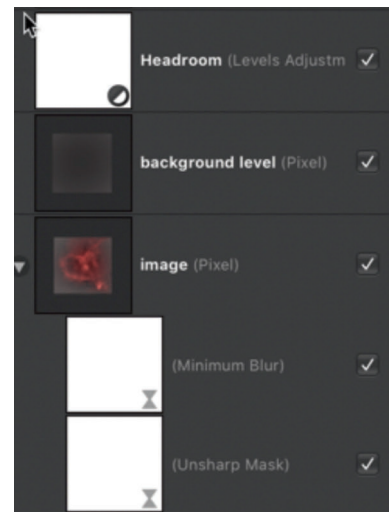 Headroom (Levels Adjustm
background level (Pixel)
image (Pixel)
(Minimum Blur)
(Unsharp Mask)